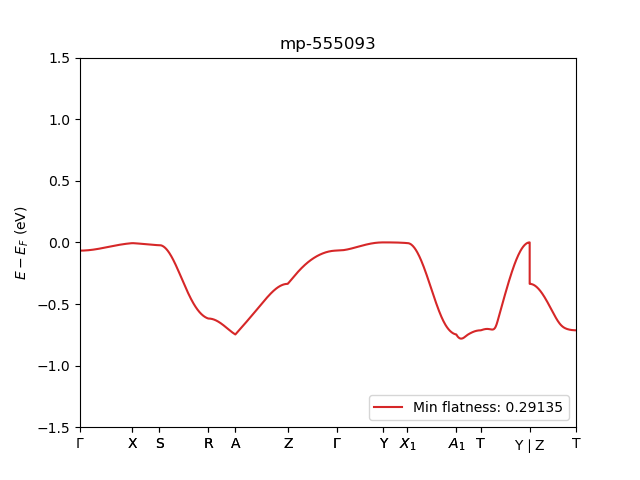 mp-555093
1.5
1.0
0.5
0.0
−0.5
−1.0
−1.5
E − E_F (eV)
Min flatness: 0.29135
Γ X S R A Z Γ Y X_1 A_1 T Y | Z T